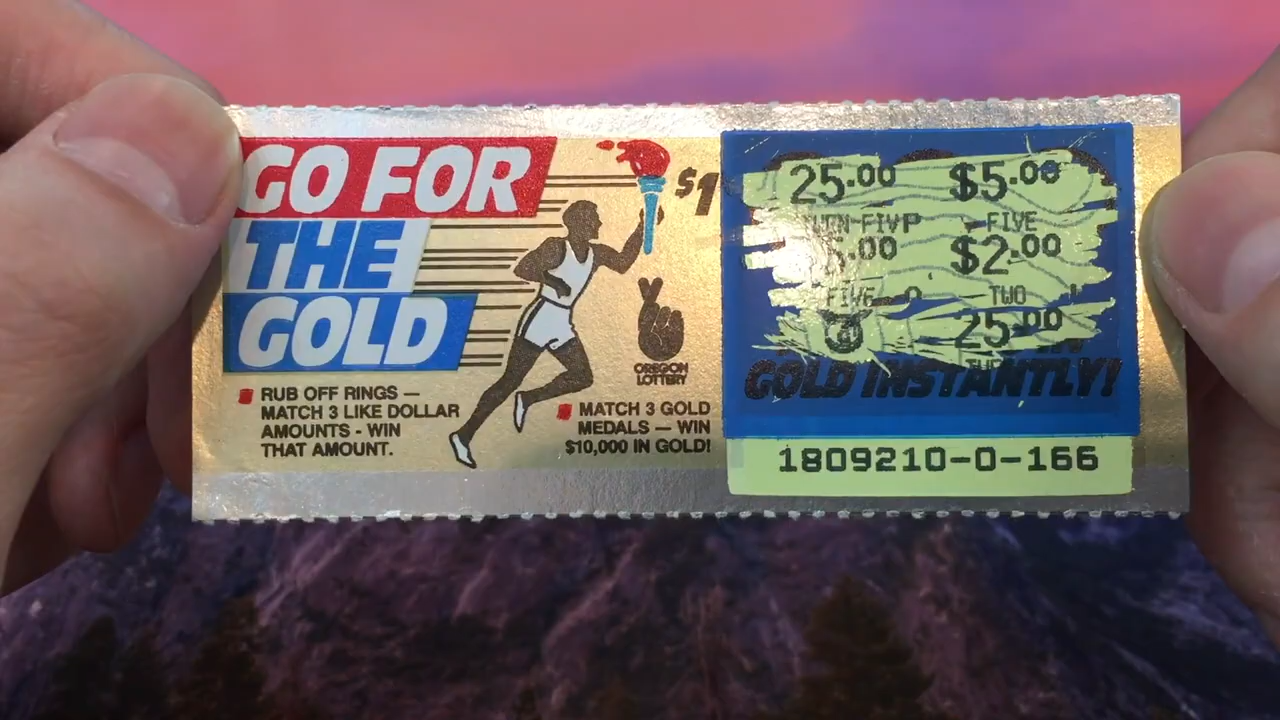 GO FOR
THE
GOLD
$1
OREGON
LOTTERY
RUB OFF RINGS —
MATCH 3 LIKE DOLLAR
AMOUNTS - WIN
THAT AMOUNT.
MATCH 3 GOLD
MEDALS — WIN
$10,000 IN GOLD!
25.00 $5.00
FIVE
.00 $2.00
TWO
25.00
GOLD INSTANTLY!
1809210-0-166